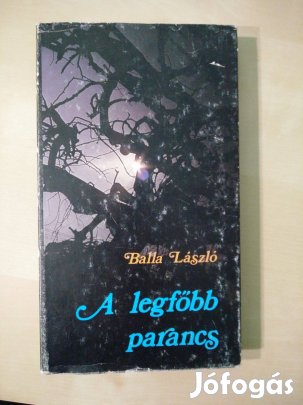 Balla László
A legfőbb
parancs
Jófogás